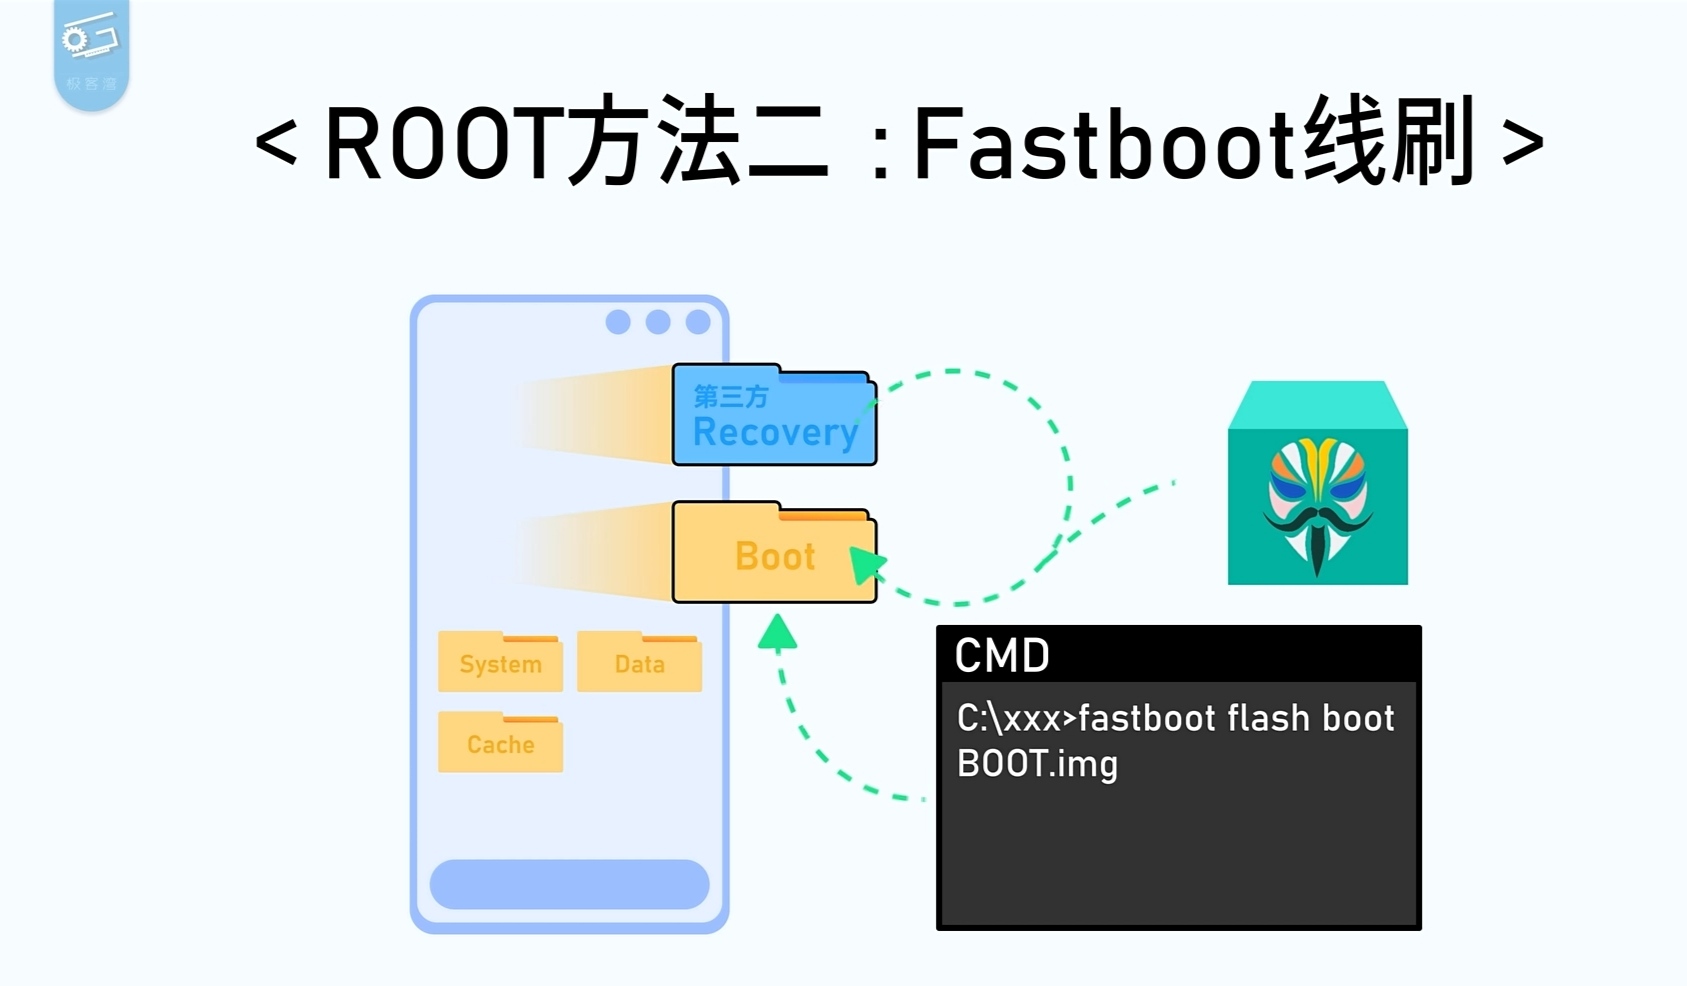 极客湾
< ROOT方法二 : Fastboot线刷 >
第三方
Recovery
Boot
System
Data
Cache
CMD
C:\xxx>fastboot flash boot
BOOT.img